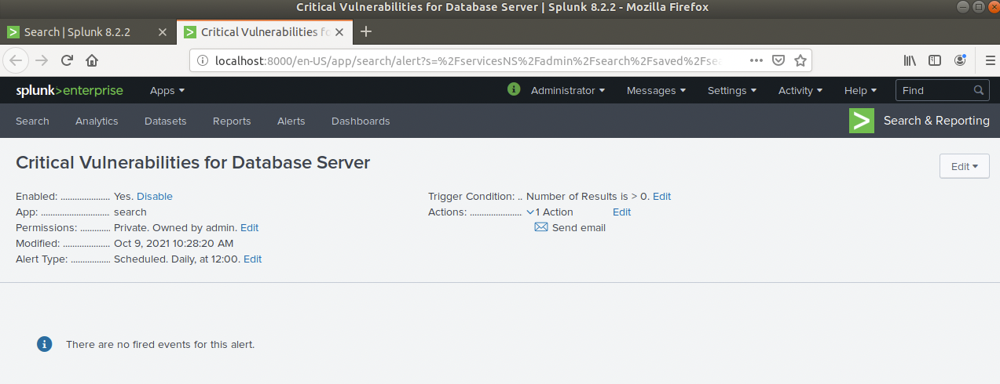 Critical Vulnerabilities for Database Server | Splunk 8.2.2 - Mozilla Firefox
Search | Splunk 8.2.2
Critical Vulnerabilities fo
localhost:8000/en-US/app/search/alert?s=%2FservicesNS%2Fadmin%2Fsearch%2Fsaved%2Fsea
splunk>enterprise Apps Administrator Messages Settings Activity Help Find
Search Analytics Datasets Reports Alerts Dashboards Search & Reporting
Critical Vulnerabilities for Database Server
Edit
Enabled: ..................... Yes. Disable
App: ............................. search
Permissions: ............. Private. Owned by admin. Edit
Modified: .................... Oct 9, 2021 10:28:20 AM
Alert Type: ................. Scheduled. Daily, at 12:00. Edit
Trigger Condition: .. Number of Results is > 0. Edit
Actions: ...................... 1 Action Edit
Send email
There are no fired events for this alert.